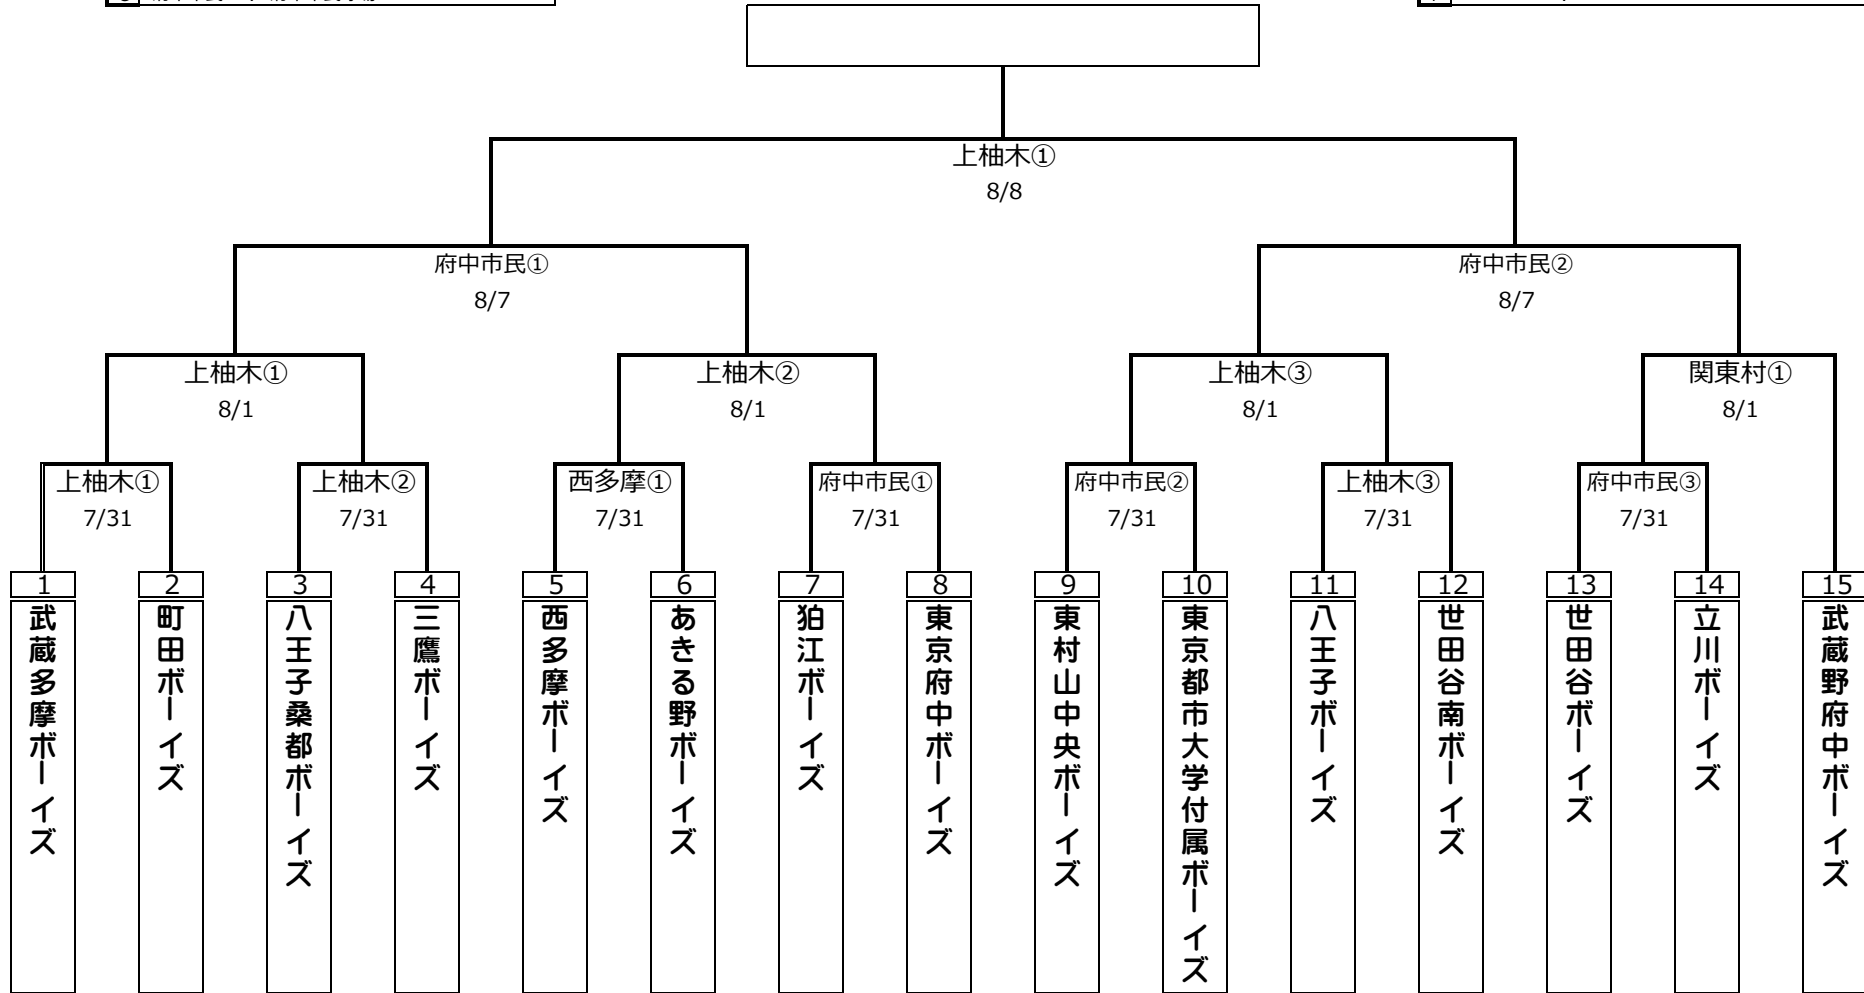 上柚木①
8/8
府中市民①
府中市民②
8/7
8/7
上柚木①
上柚木②
上柚木③
関東村①
8/1
8/1
8/1
8/1
上柚木①
上柚木②
西多摩①
府中市民①
府中市民②
上柚木③
府中市民③
7/31
7/31
7/31
7/31
7/31
7/31
7/31
1
2
3
4
5
6
7
8
9
10
11
12
13
14
15
武蔵多摩ボーイズ
町田ボーイズ
八王子桑都ボーイズ
三鷹ボーイズ
西多摩ボーイズ
あきる野ボーイズ
狛江ボーイズ
東京府中ボーイズ
東村山中央ボーイズ
東京都市大学付属ボーイズ
八王子ボーイズ
世田谷南ボーイズ
世田谷ボーイズ
立川ボーイズ
武蔵野府中ボーイズ